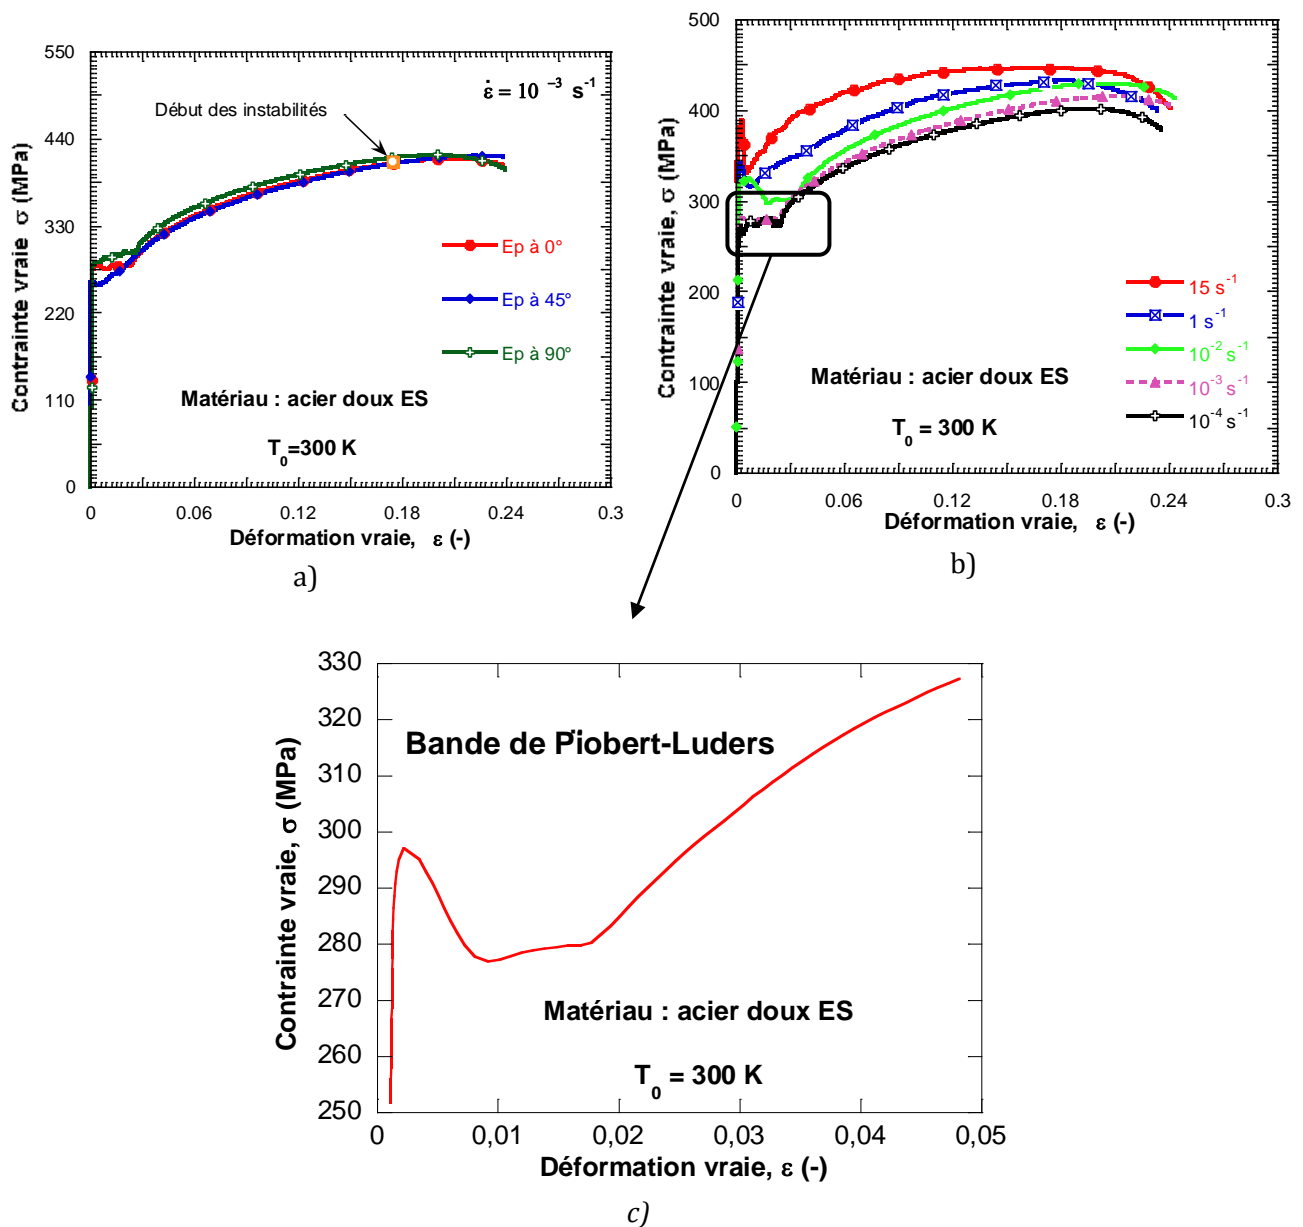 550
440
330
220
110
0
0
0.06
0.12
0.18
0.24
0.3
Contrainte vraie σ (MPa)
Déformation vraie, ε (-)
ε̇ = 10 ⁻³ s⁻¹
Début des instabilités
Ep à 0°
Ep à 45°
Ep à 90°
Matériau : acier doux ES
T₀=300 K
a)
500
400
300
200
100
0
0
0.06
0.12
0.18
0.24
0.3
Contrainte vraie, σ (MPa)
Déformation vraie, ε (-)
15 s⁻¹
1 s⁻¹
10⁻² s⁻¹
10⁻³ s⁻¹
10⁻⁴ s⁻¹
Matériau : acier doux ES
T₀ = 300 K
b)
330
320
310
300
290
280
270
260
250
0
0,01
0,02
0,03
0,04
0,05
Contrainte vraie, σ (MPa)
Déformation vraie, ε (-)
Bande de Piobert-Luders
Matériau : acier doux ES
T₀ = 300 K
c)